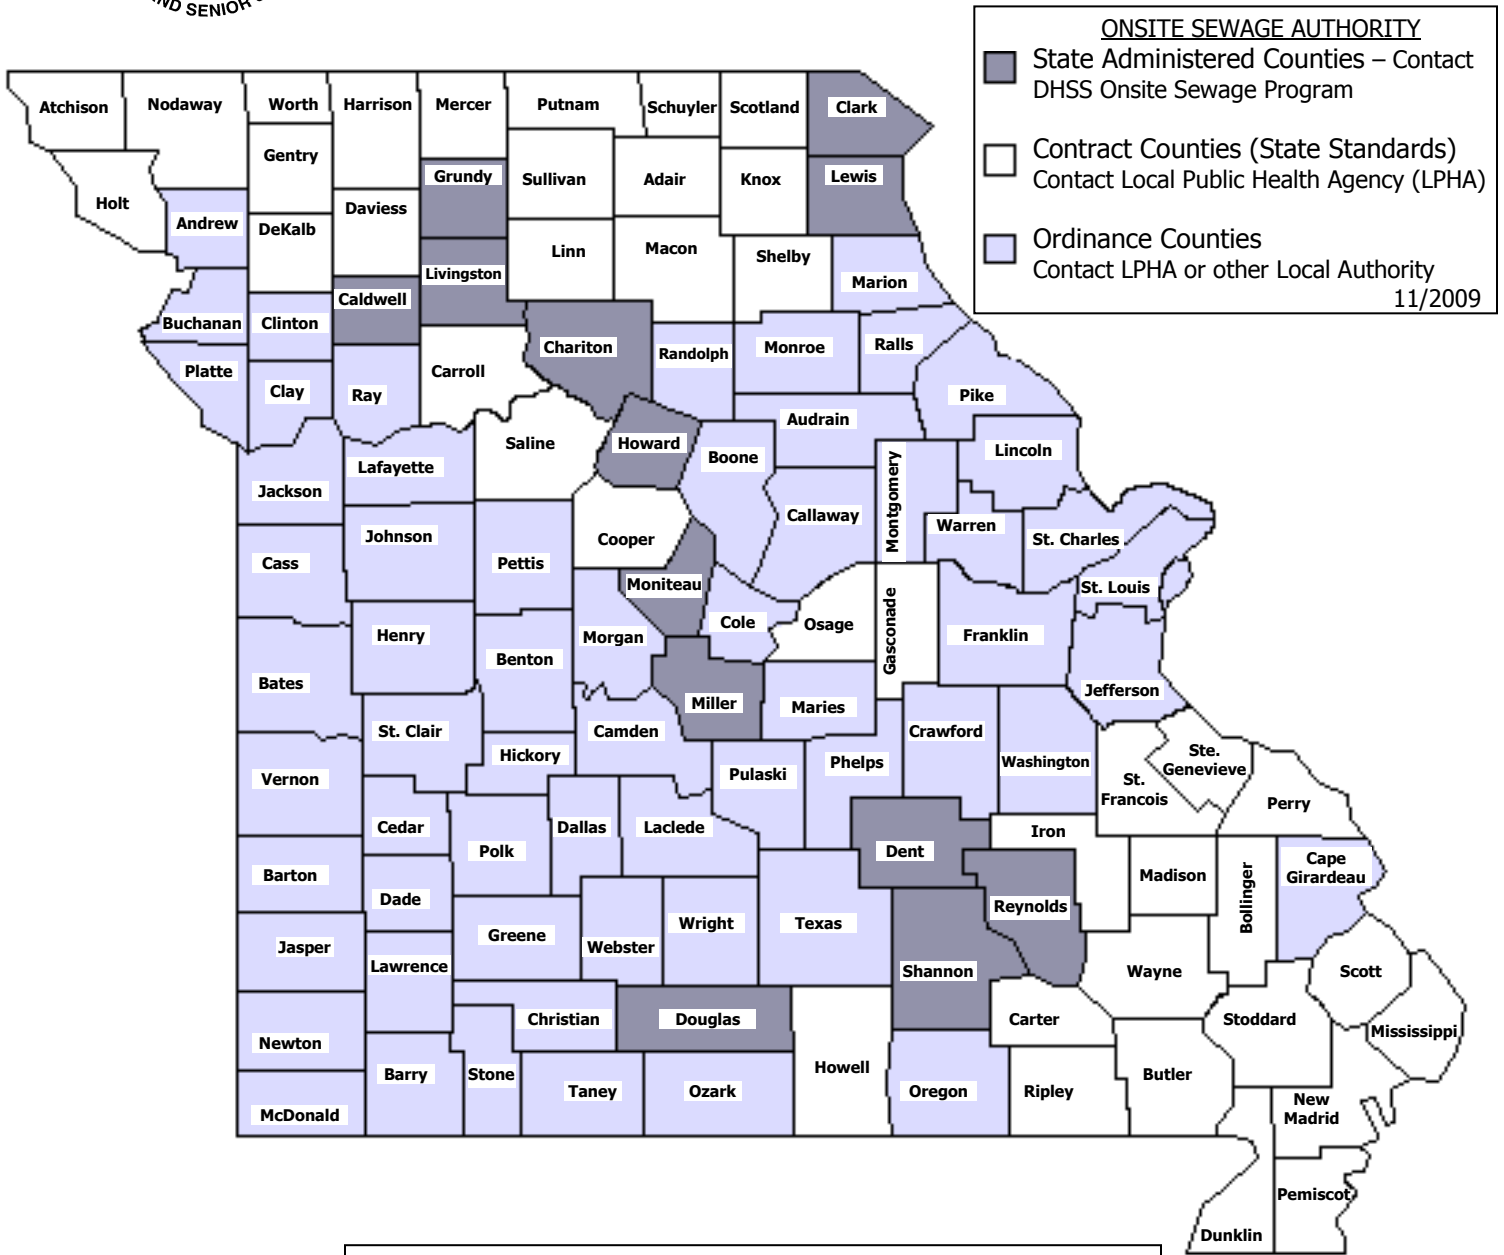 AND SENIOR
ONSITE SEWAGE AUTHORITY
State Administered Counties – Contact
DHSS Onsite Sewage Program
Contract Counties (State Standards)
Contact Local Public Health Agency (LPHA)
Ordinance Counties
Contact LPHA or other Local Authority
11/2009
Atchison
Nodaway
Worth
Harrison
Mercer
Putnam
Schuyler
Scotland
Clark
Gentry
Holt
Andrew
DeKalb
Daviess
Grundy
Sullivan
Adair
Knox
Lewis
Livingston
Linn
Macon
Shelby
Marion
Buchanan
Clinton
Caldwell
Chariton
Randolph
Monroe
Ralls
Platte
Clay
Ray
Carroll
Pike
Audrain
Saline
Howard
Boone
Lincoln
Jackson
Lafayette
Callaway
Montgomery
Warren
St. Charles
Johnson
Pettis
Cooper
Cass
Moniteau
St. Louis
Henry
Benton
Morgan
Cole
Osage
Gasconade
Franklin
Bates
Miller
Maries
Jefferson
St. Clair
Hickory
Camden
Crawford
Vernon
Pulaski
Phelps
Washington
Ste.
Genevieve
St.
Francois
Perry
Cedar
Polk
Dallas
Laclede
Dent
Iron
Barton
Dade
Reynolds
Madison
Bollinger
Cape
Girardeau
Jasper
Greene
Webster
Wright
Texas
Lawrence
Shannon
Wayne
Scott
Christian
Douglas
Carter
Stoddard
Mississippi
Newton
Barry
Stone
Taney
Ozark
Howell
Oregon
Ripley
Butler
New
Madrid
McDonald
Pemiscot
Dunklin